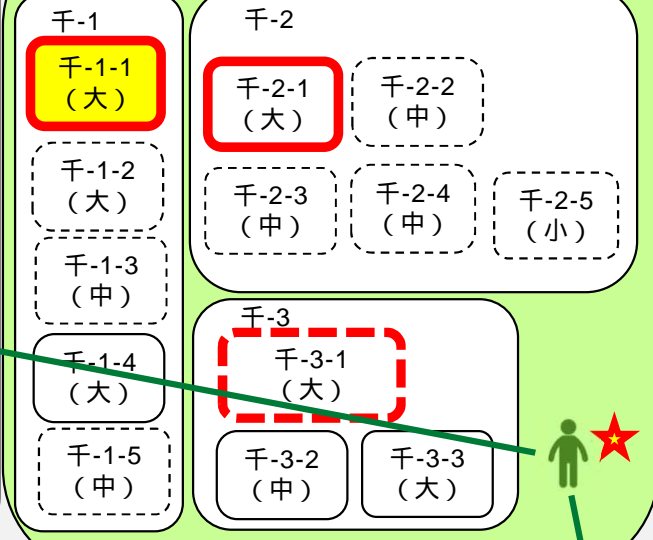 千-1
千-1-1
（大）
千-1-2
（大）
千-1-3
（中）
千-1-4
（大）
千-1-5
（中）
千-2
千-2-1
（大）
千-2-2
（中）
千-2-3
（中）
千-2-4
（中）
千-2-5
（小）
千-3
千-3-1
（大）
千-3-2
（中）
千-3-3
（大）